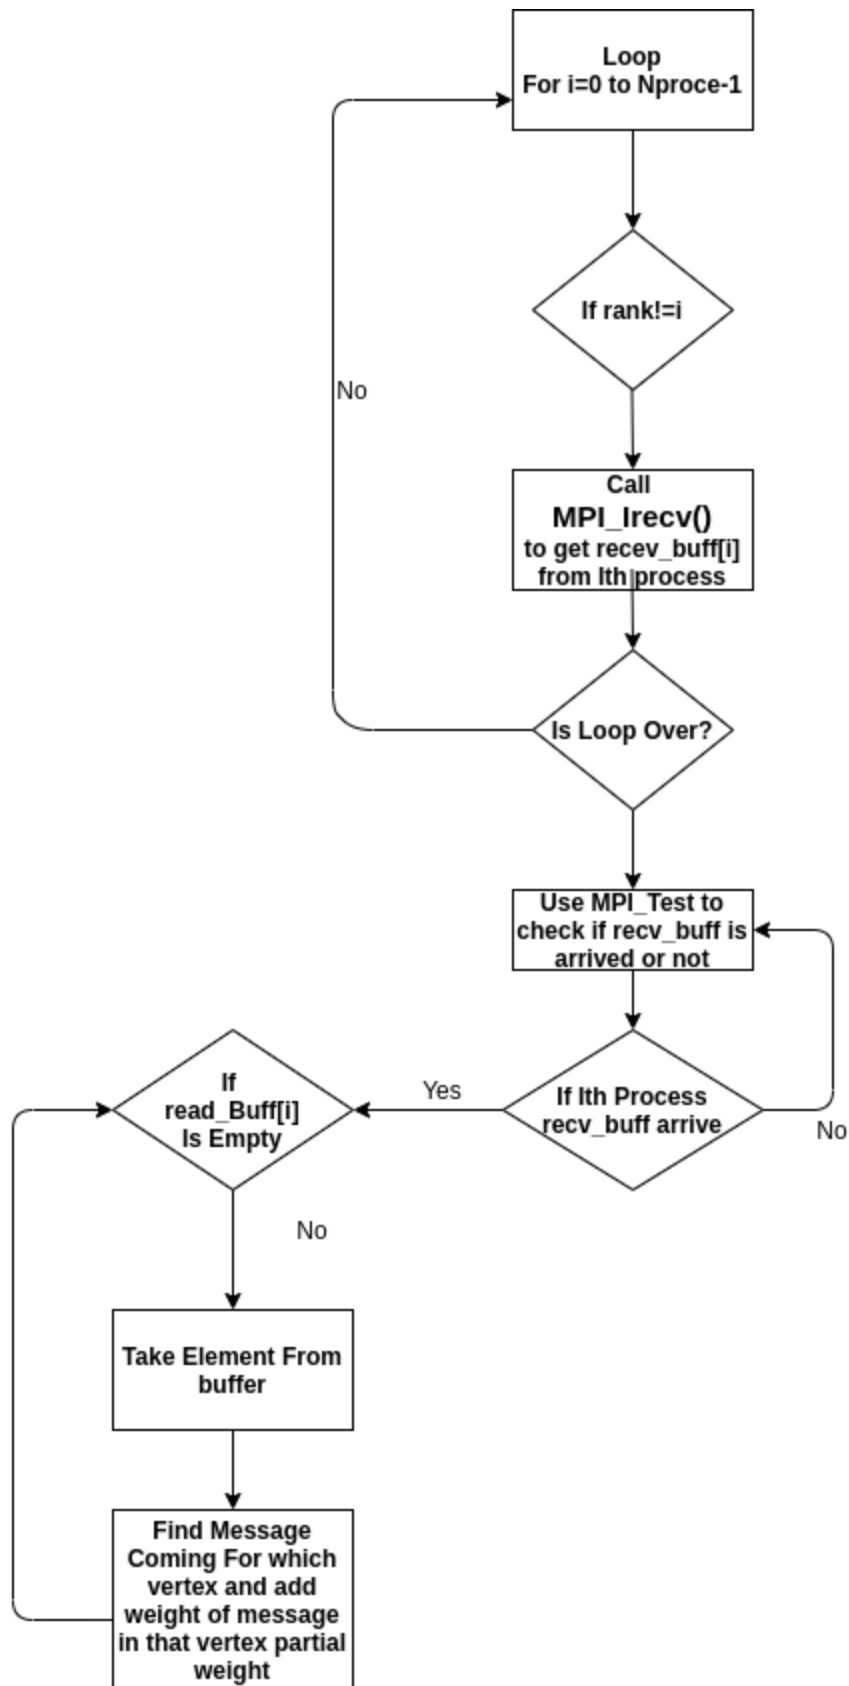 Loop
For i=0 to Nproce-1
If rank!=i
No
Call
MPI_Irecv()
to get recev_buff[i]
from Ith process
Is Loop Over?
Use MPI_Test to
check if recv_buff is
arrived or not
If Ith Process
recv_buff arrive
No
Yes
If
read_Buff[i]
Is Empty
No
Take Element From
buffer
Find Message
Coming For which
vertex and add
weight of message
in that vertex partial
weight